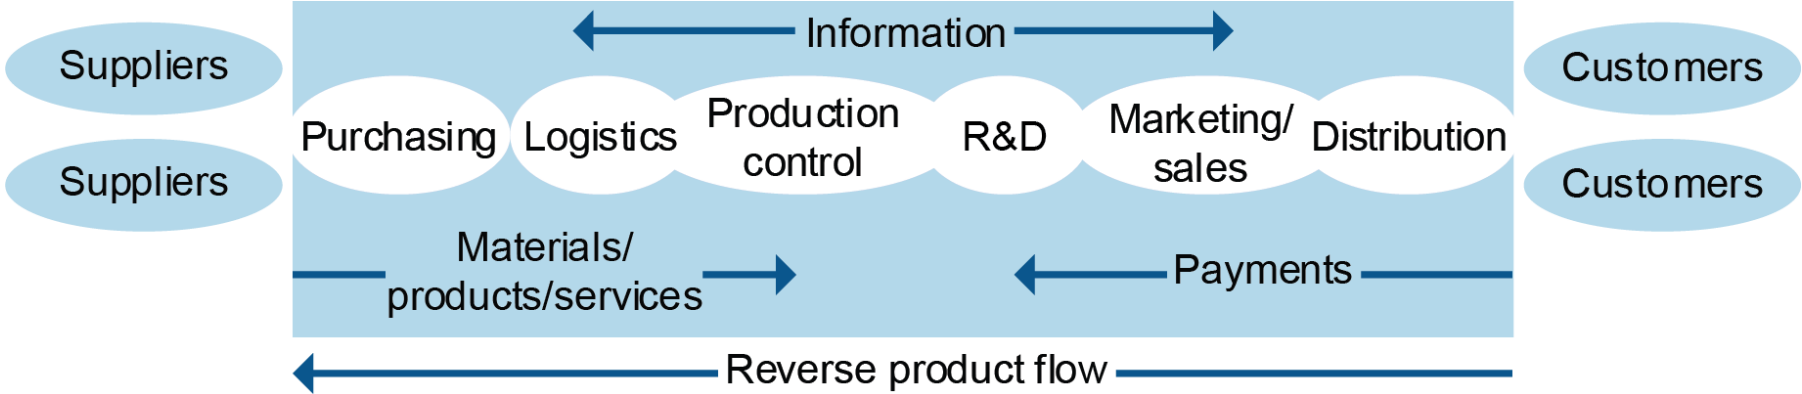 Information
Suppliers
Customers
Purchasing
Logistics
Production
control
R&D
Marketing/
sales
Distribution
Suppliers
Customers
Materials/
products/services
Payments
Reverse product flow